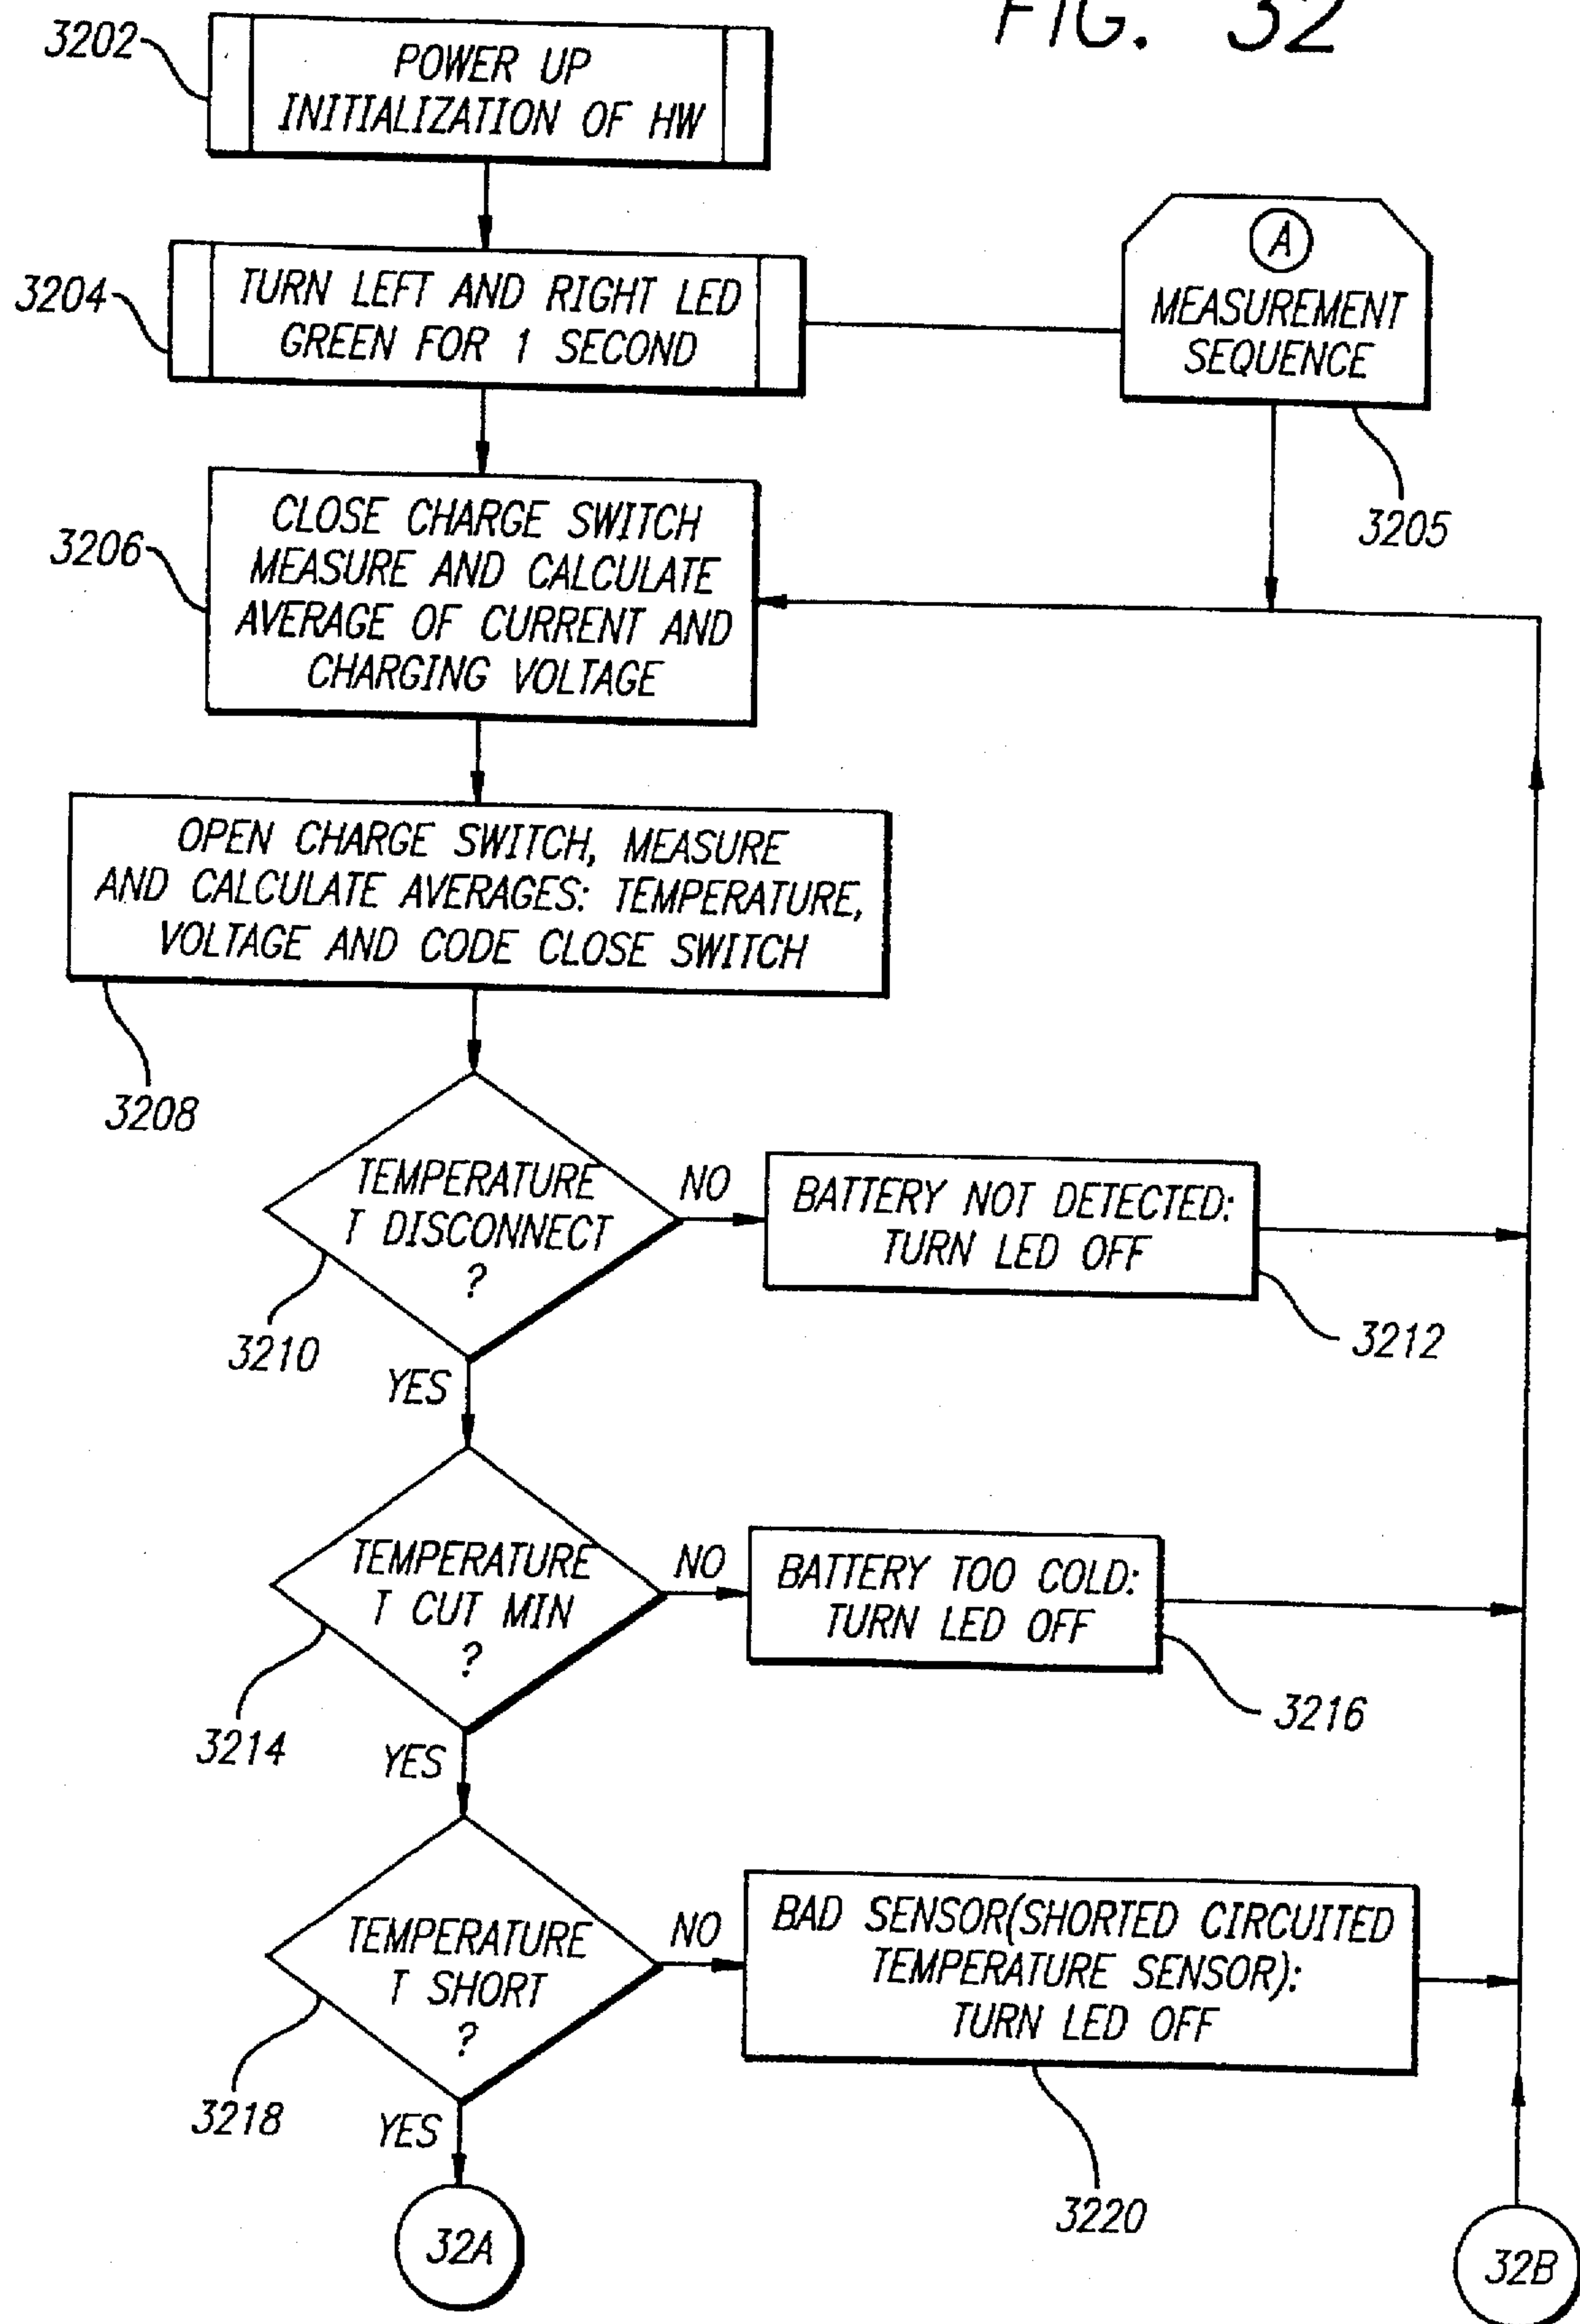 FIG. 32
3202
POWER UP
INITIALIZATION OF HW
3204
TURN LEFT AND RIGHT LED
GREEN FOR 1 SECOND
A
MEASUREMENT
SEQUENCE
3205
3206
CLOSE CHARGE SWITCH
MEASURE AND CALCULATE
AVERAGE OF CURRENT AND
CHARGING VOLTAGE
OPEN CHARGE SWITCH, MEASURE
AND CALCULATE AVERAGES: TEMPERATURE,
VOLTAGE AND CODE CLOSE SWITCH
3208
TEMPERATURE
T DISCONNECT
?
3210
NO
BATTERY NOT DETECTED:
TURN LED OFF
3212
YES
TEMPERATURE
T CUT MIN
?
3214
NO
BATTERY TOO COLD:
TURN LED OFF
3216
YES
TEMPERATURE
T SHORT
?
3218
NO
BAD SENSOR(SHORTED CIRCUITED
TEMPERATURE SENSOR):
TURN LED OFF
3220
YES
32A
32B